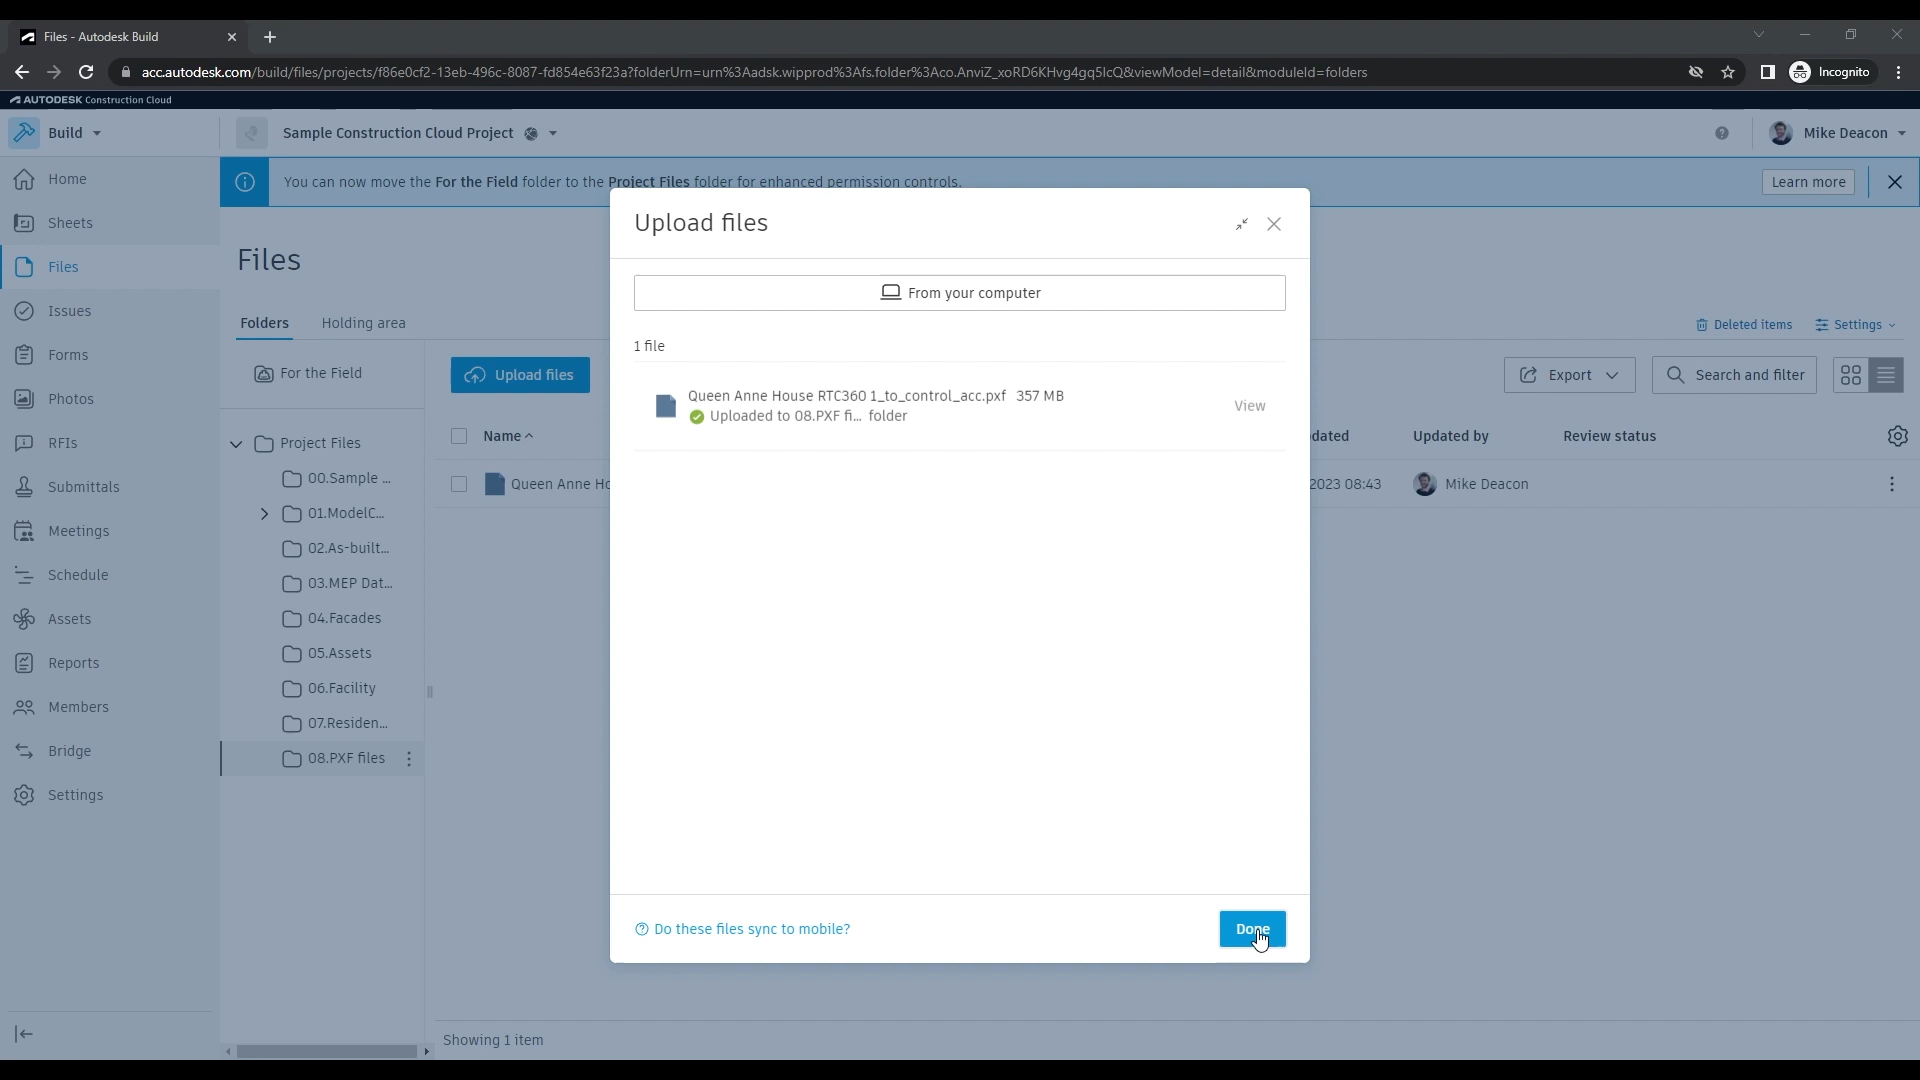 Files - Autodesk Build
acc.autodesk.com/build/files/projects/f86e0cf2-13eb-496c-8087-fd854e63f23a?folderUrn=urn%3Aadsk.wipprod%3Afs.folder%3Aco.AnviZ_xoRD6KHvg4gq5lcQ&viewModel=detail&moduleId=folders
Incognito
AUTODESK Construction Cloud
Build
Sample Construction Cloud Project
Mike Deacon
You can now move the For the Field folder to the Project Files folder for enhanced permission controls.
Learn more
Home
Sheets
Files
Issues
Forms
Photos
RFIs
Submittals
Meetings
Schedule
Assets
Reports
Members
Bridge
Settings
Files
Folders
Holding area
Deleted items
Settings
For the Field
Project Files
00.Sample ...
01.ModelC...
02.As-built...
03.MEP Dat...
04.Facades
05.Assets
06.Facility
07.Residen...
08.PXF files
Upload files
Export
Search and filter
Name
dated
Updated by
Review status
Queen Anne Ho
2023 08:43
Mike Deacon
Showing 1 item
Upload files
From your computer
1 file
Queen Anne House RTC360 1_to_control_acc.pxf 357 MB
Uploaded to 08.PXF fi... folder
View
Do these files sync to mobile?
Done